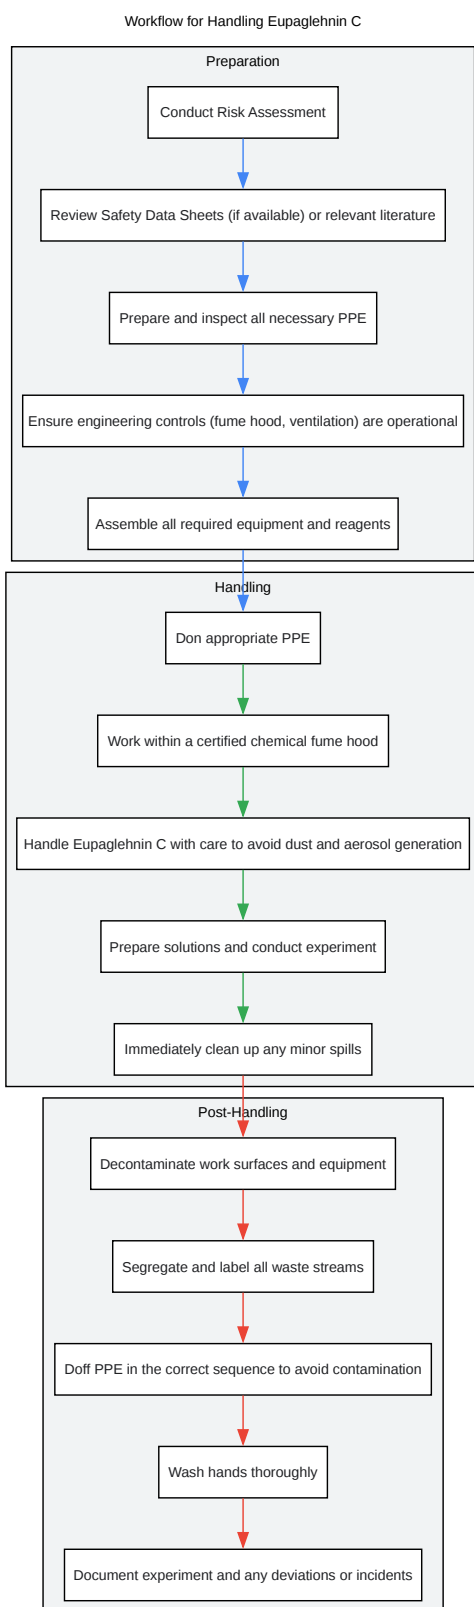 Workflow for Handling Eupaglehnin C
Preparation
Conduct Risk Assessment
Review Safety Data Sheets (if available) or relevant literature
Prepare and inspect all necessary PPE
Ensure engineering controls (fume hood, ventilation) are operational
Assemble all required equipment and reagents
Handling
Don appropriate PPE
Work within a certified chemical fume hood
Handle Eupaglehnin C with care to avoid dust and aerosol generation
Prepare solutions and conduct experiment
Immediately clean up any minor spills
Post-Handling
Decontaminate work surfaces and equipment
Segregate and label all waste streams
Doff PPE in the correct sequence to avoid contamination
Wash hands thoroughly
Document experiment and any deviations or incidents